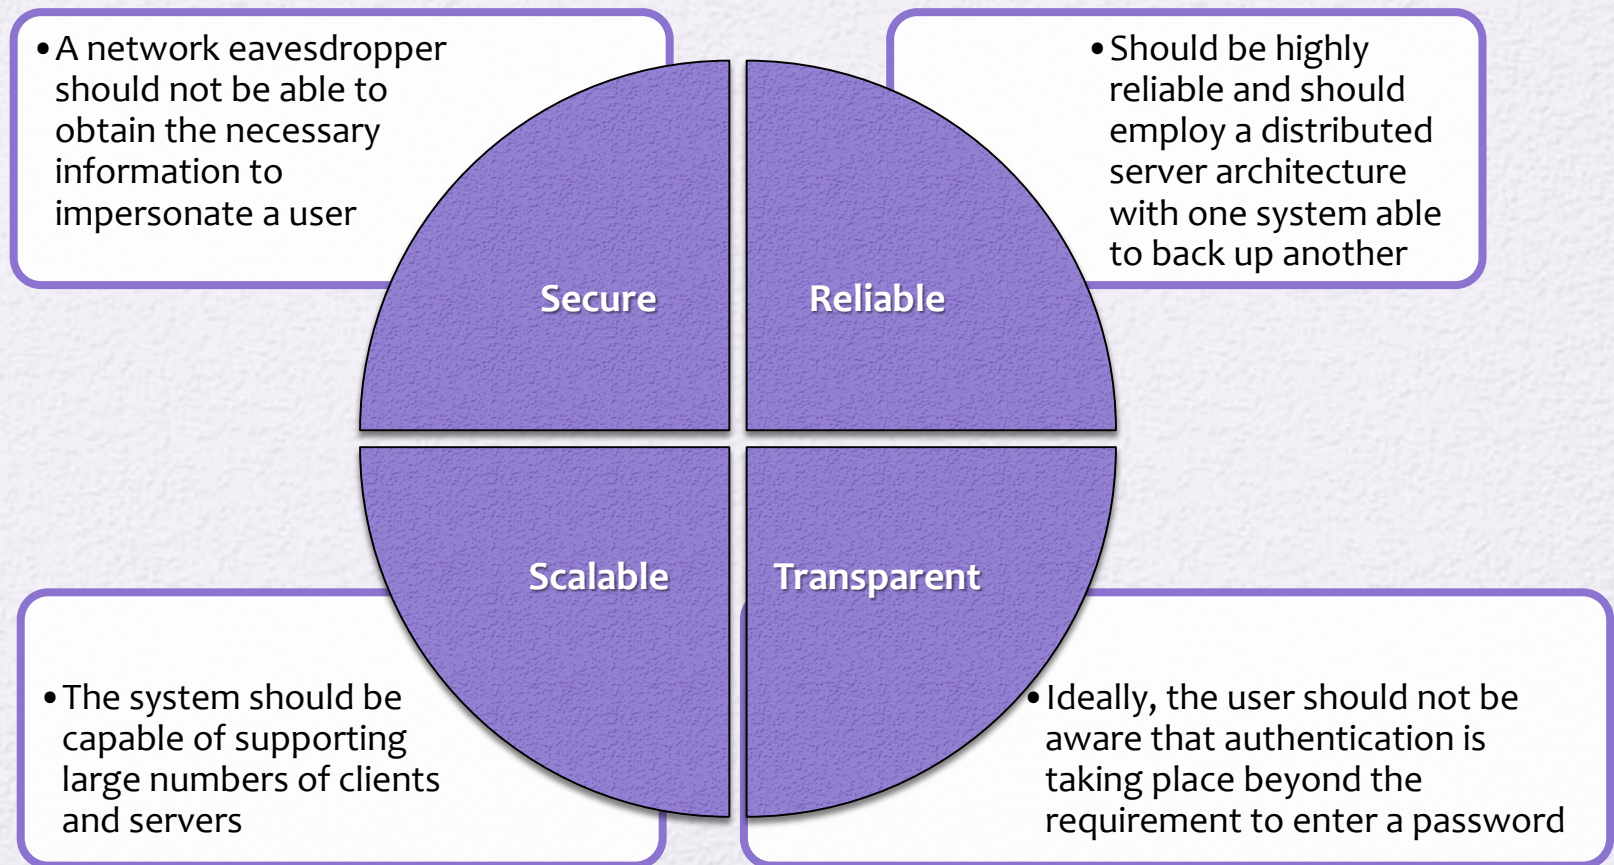 •A network eavesdropper
should not be able to
obtain the necessary
information to
impersonate a user
•Should be highly
reliable and should
employ a distributed
server architecture
with one system able
to back up another
Secure
Reliable
Scalable
Transparent
•The system should be
capable of supporting
large numbers of clients
and servers
•Ideally, the user should not be
aware that authentication is
taking place beyond the
requirement to enter a password